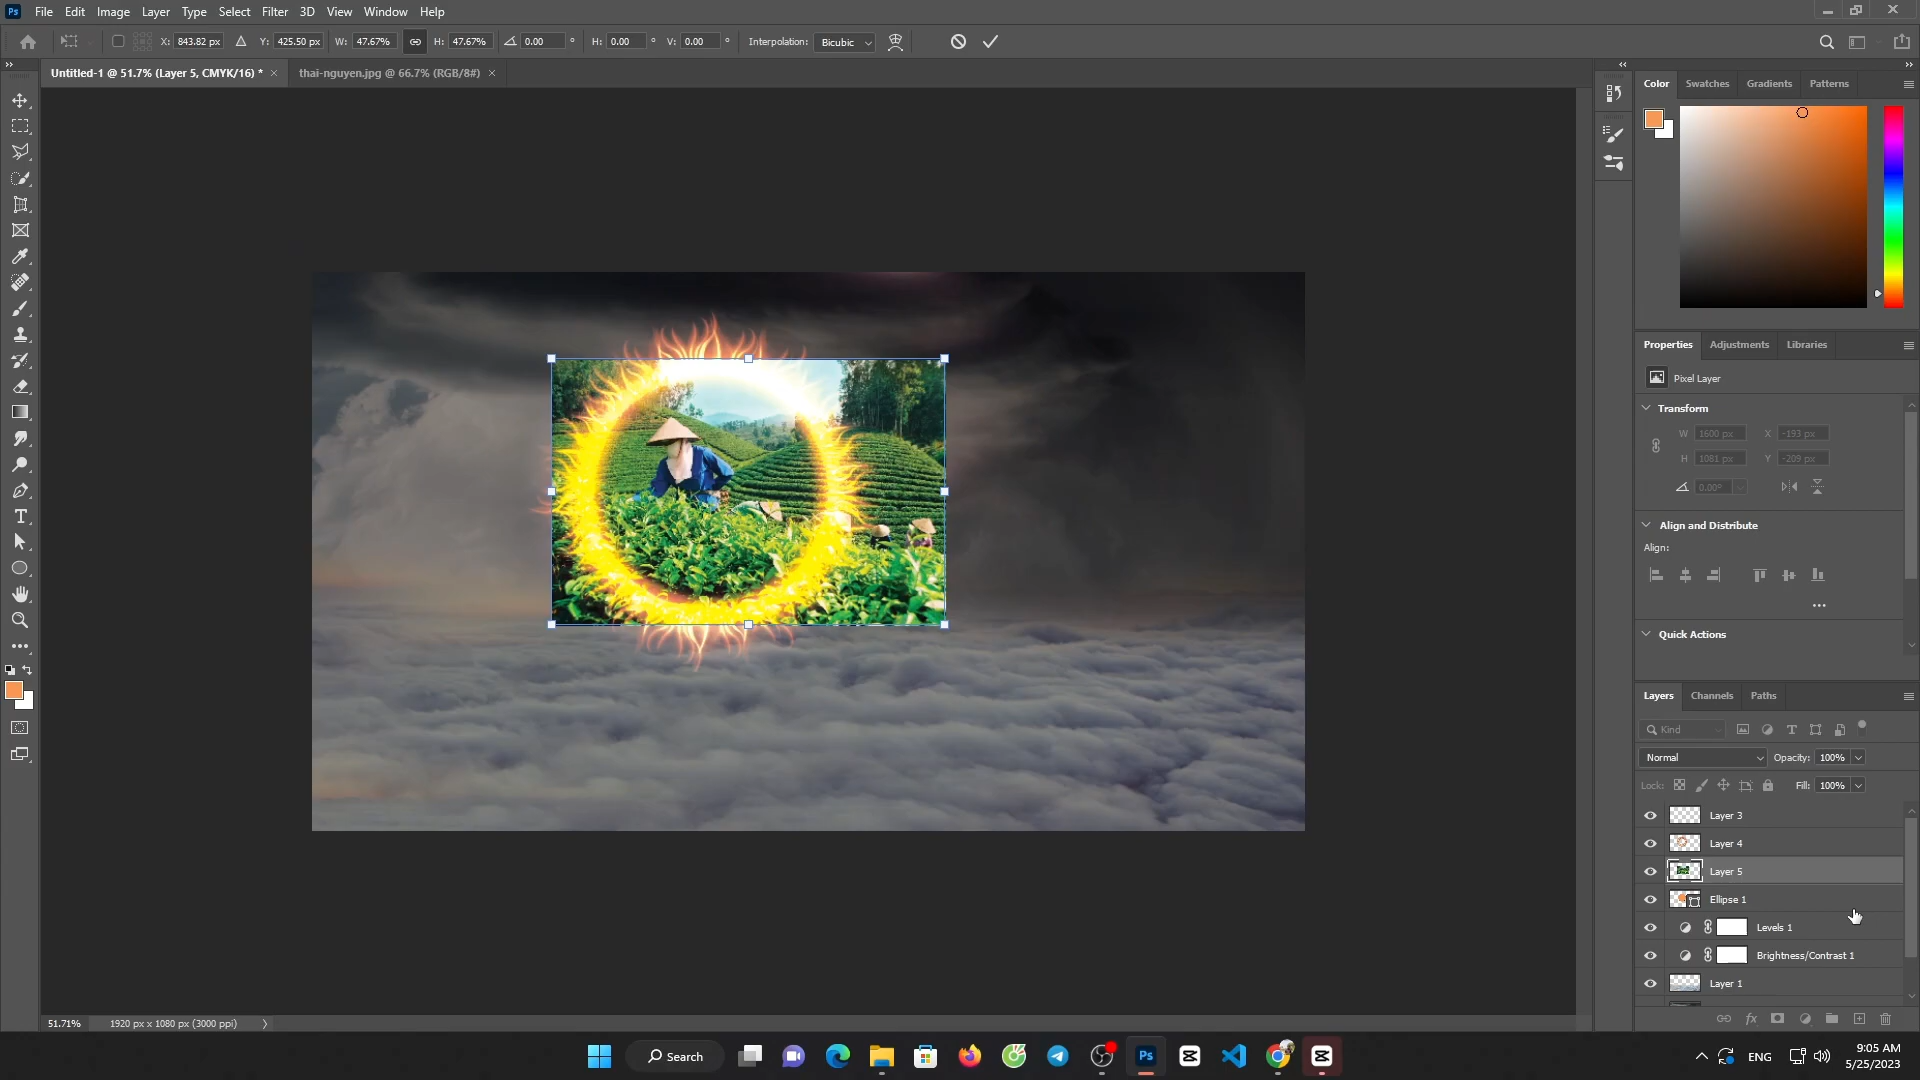 Ps File Edit Image Layer Type Select Filter 3D View Window Help
X: 843.82 px Y: 425.50 px W: 47.67% H: 47.67% 0.00 ° H: 0.00 ° V: 0.00 ° Interpolation: Bicubic
Untitled-1 @ 51.7% (Layer 5, CMYK/16) * × thai-nguyen.jpg @ 66.7% (RGB/8#) ×
Color Swatches Gradients Patterns
Properties Adjustments Libraries
Pixel Layer
Transform
W 1600 px X -193 px
H 1081 px Y -209 px
0.00°
Align and Distribute
Align:
Quick Actions
Layers Channels Paths
Kind
Normal Opacity: 100%
Lock: Fill: 100%
Layer 3
Layer 4
Layer 5
Ellipse 1
Levels 1
Brightness/Contrast 1
Layer 1
51.71% 1920 px x 1080 px (3000 ppi)
Search
Ps
ENG
9:05 AM
5/25/2023